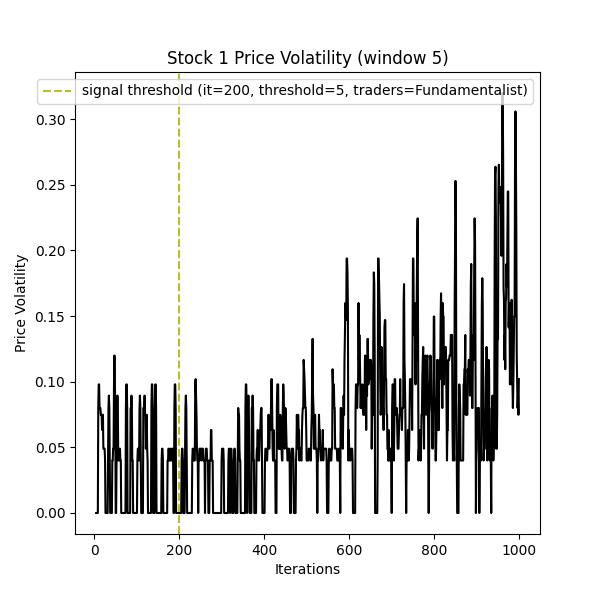 Stock 1 Price Volatility (window 5)
signal threshold (it=200, threshold=5, traders=Fundamentalist)
0.30
0.25
0.20
0.15
0.10
0.05
0.00
Price Volatility
0 200 400 600 800 1000
Iterations